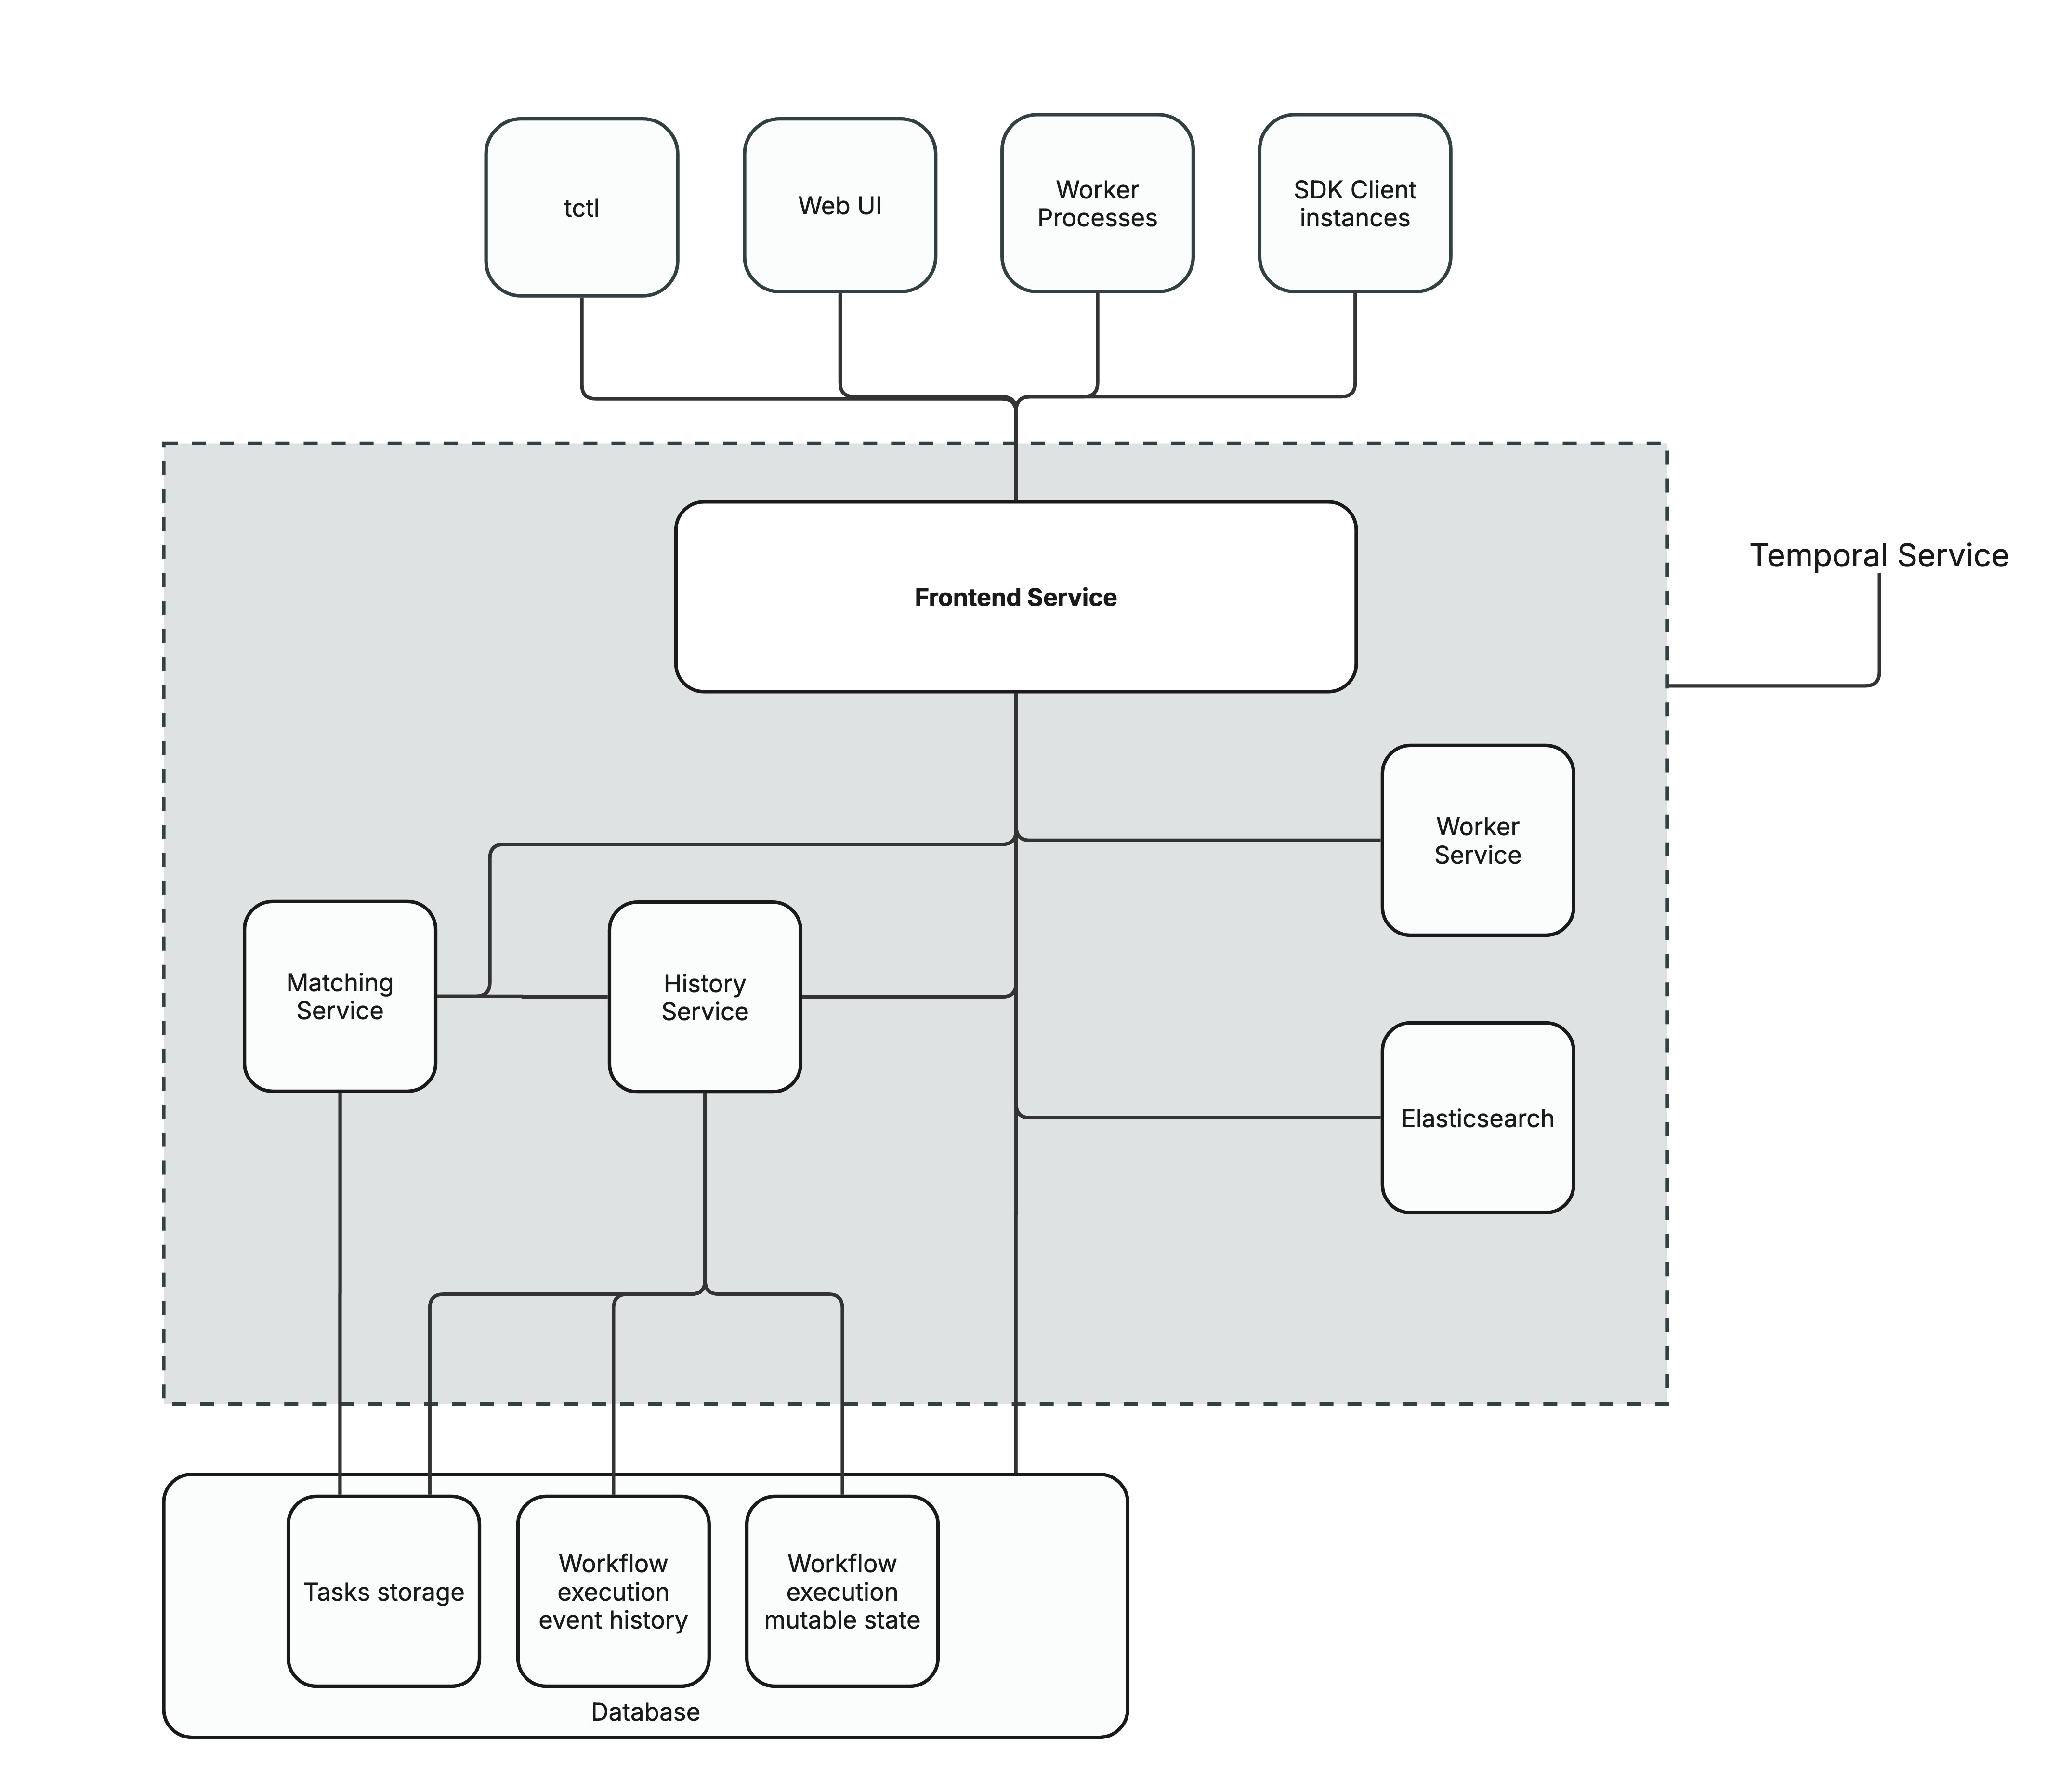 tctl
Web UI
Worker
Processes
SDK Client
instances
Temporal Service
Frontend Service
Worker
Service
Matching
Service
History
Service
Elasticsearch
Tasks storage
Workflow
execution
event history
Workflow
execution
mutable state
Database